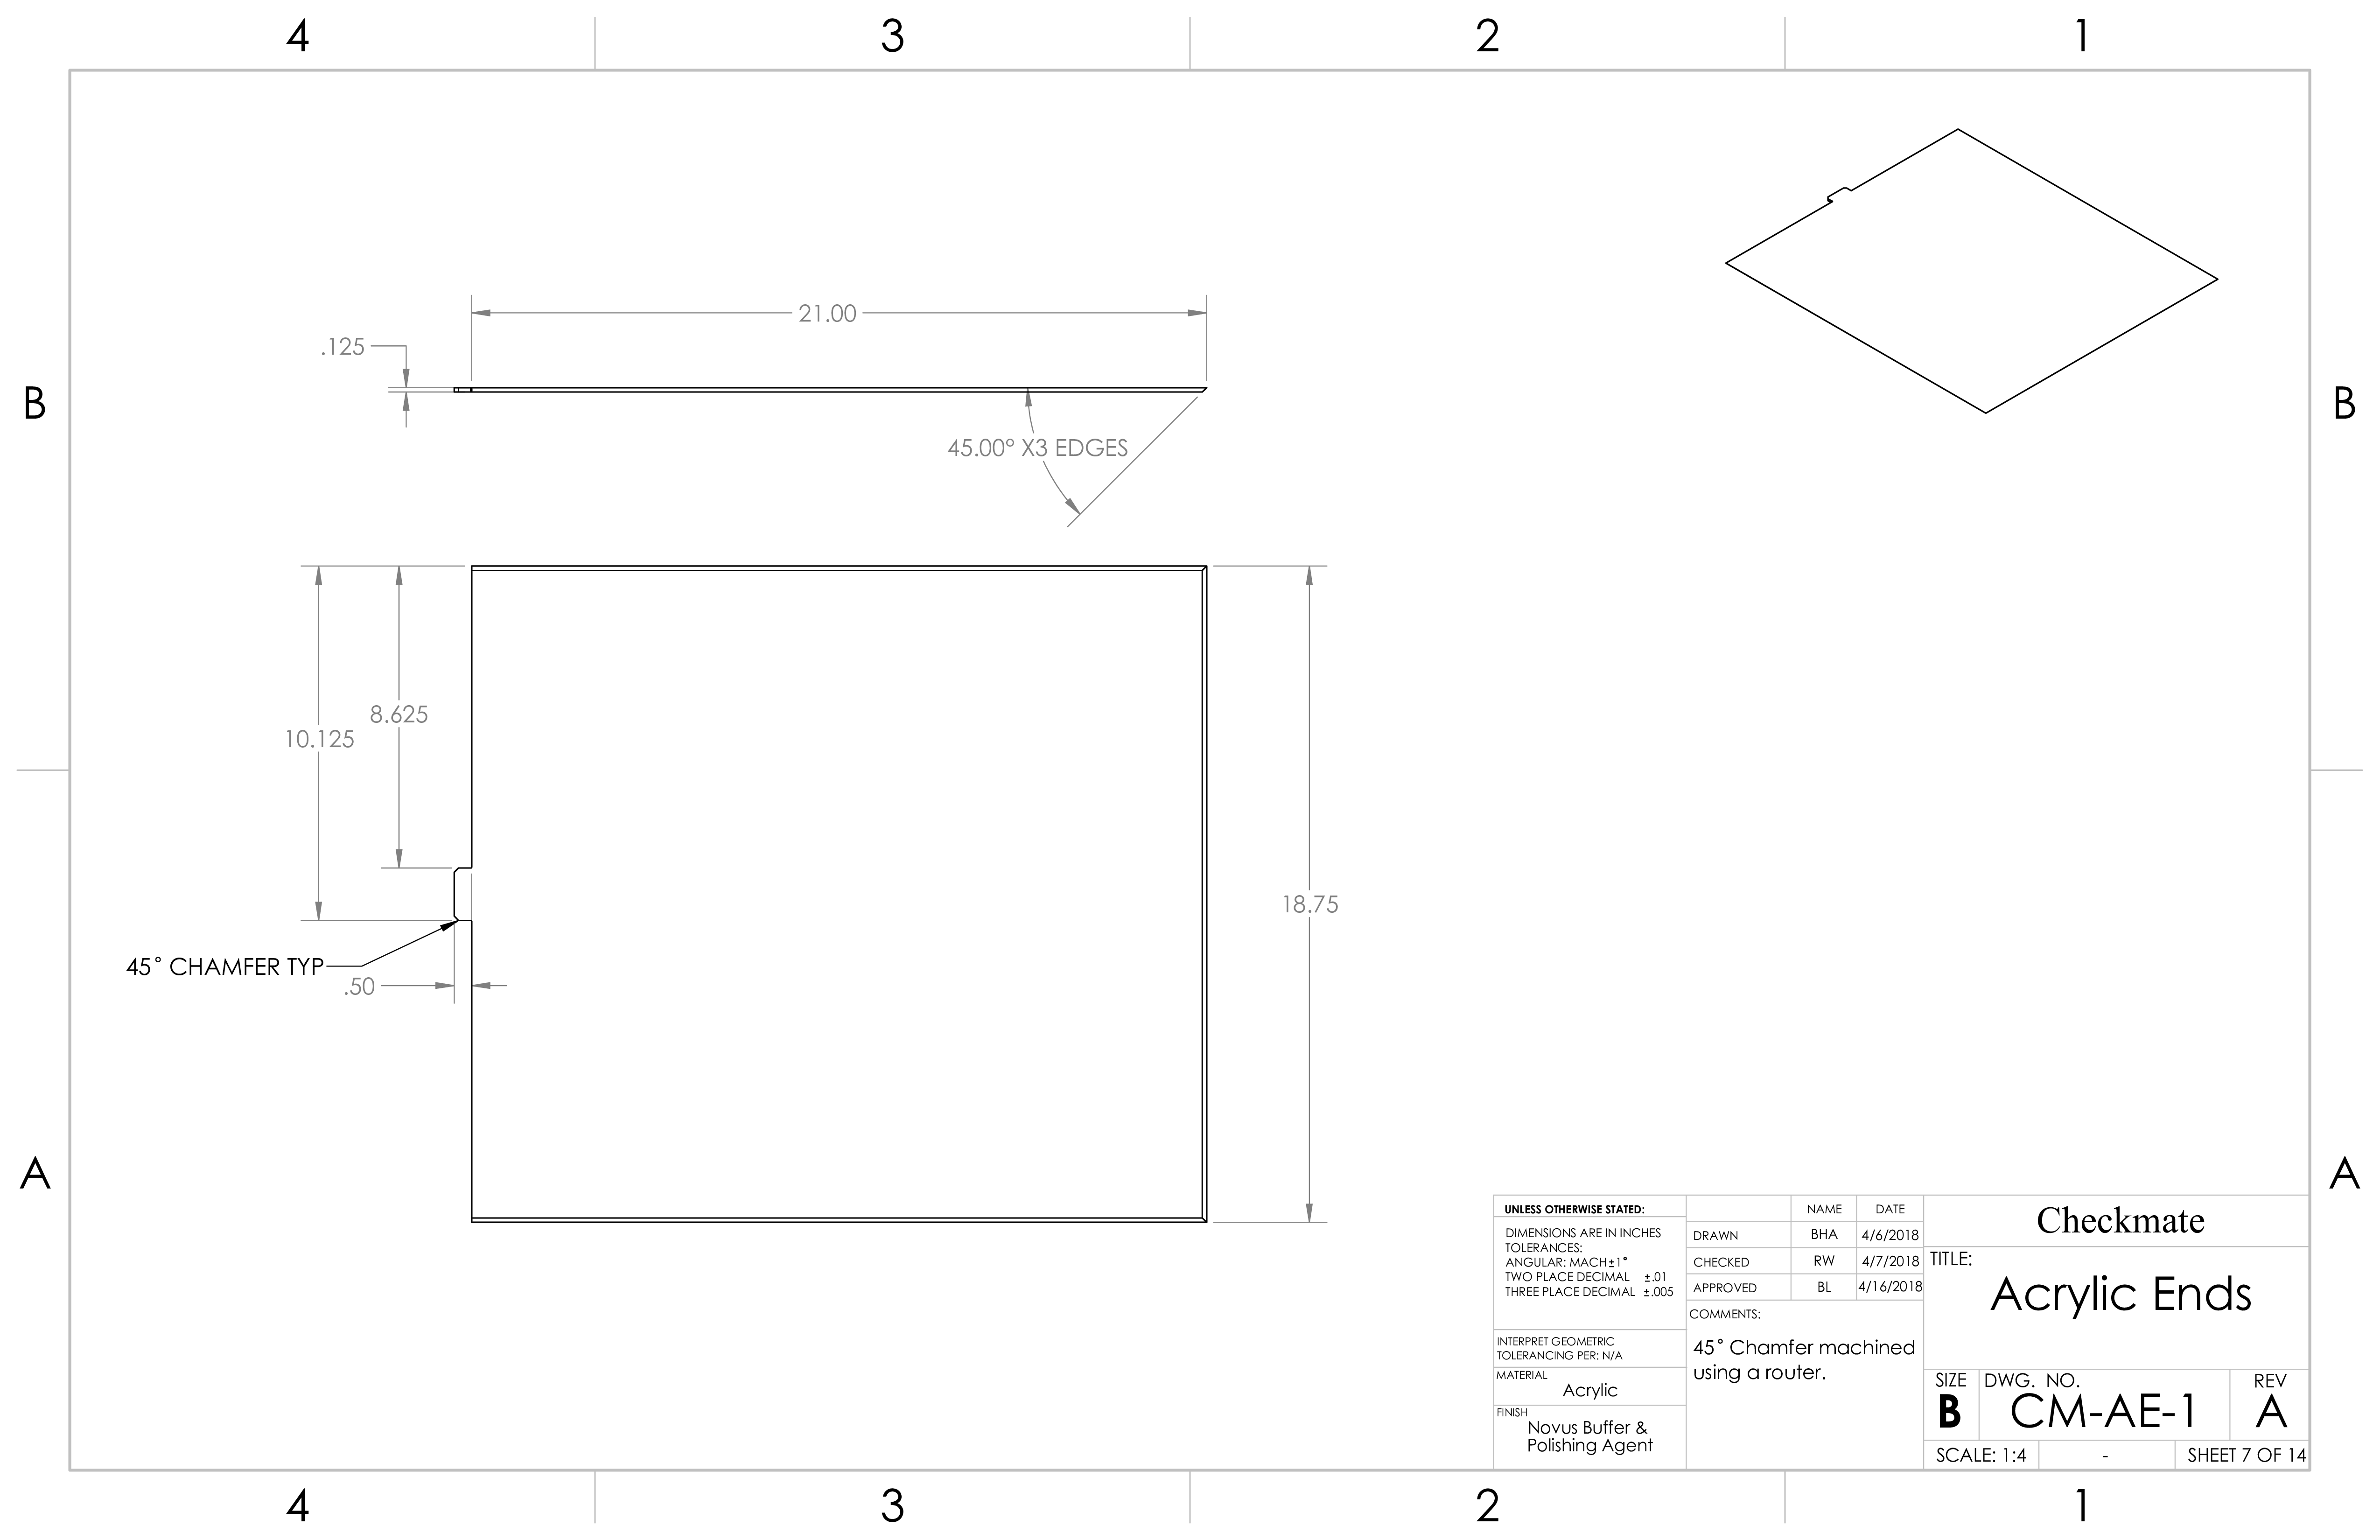 4
3
2
1
B
B
21.00
.125
45.00° X3 EDGES
8.625
10.125
18.75
45° CHAMFER TYP
.50
A
A
UNLESS OTHERWISE STATED:
DIMENSIONS ARE IN INCHES
TOLERANCES:
ANGULAR: MACH±1°
TWO PLACE DECIMAL ±.01
THREE PLACE DECIMAL ±.005
INTERPRET GEOMETRIC
TOLERANCING PER: N/A
MATERIAL
Acrylic
FINISH
Novus Buffer &
Polishing Agent
NAME DATE
DRAWN BHA 4/6/2018
CHECKED RW 4/7/2018
APPROVED BL 4/16/2018
COMMENTS:
45° Chamfer machined
using a router.
Checkmate
TITLE:
Acrylic Ends
SIZE DWG. NO. REV
B CM-AE-1 A
SCALE: 1:4 - SHEET 7 OF 14
4
3
2
1